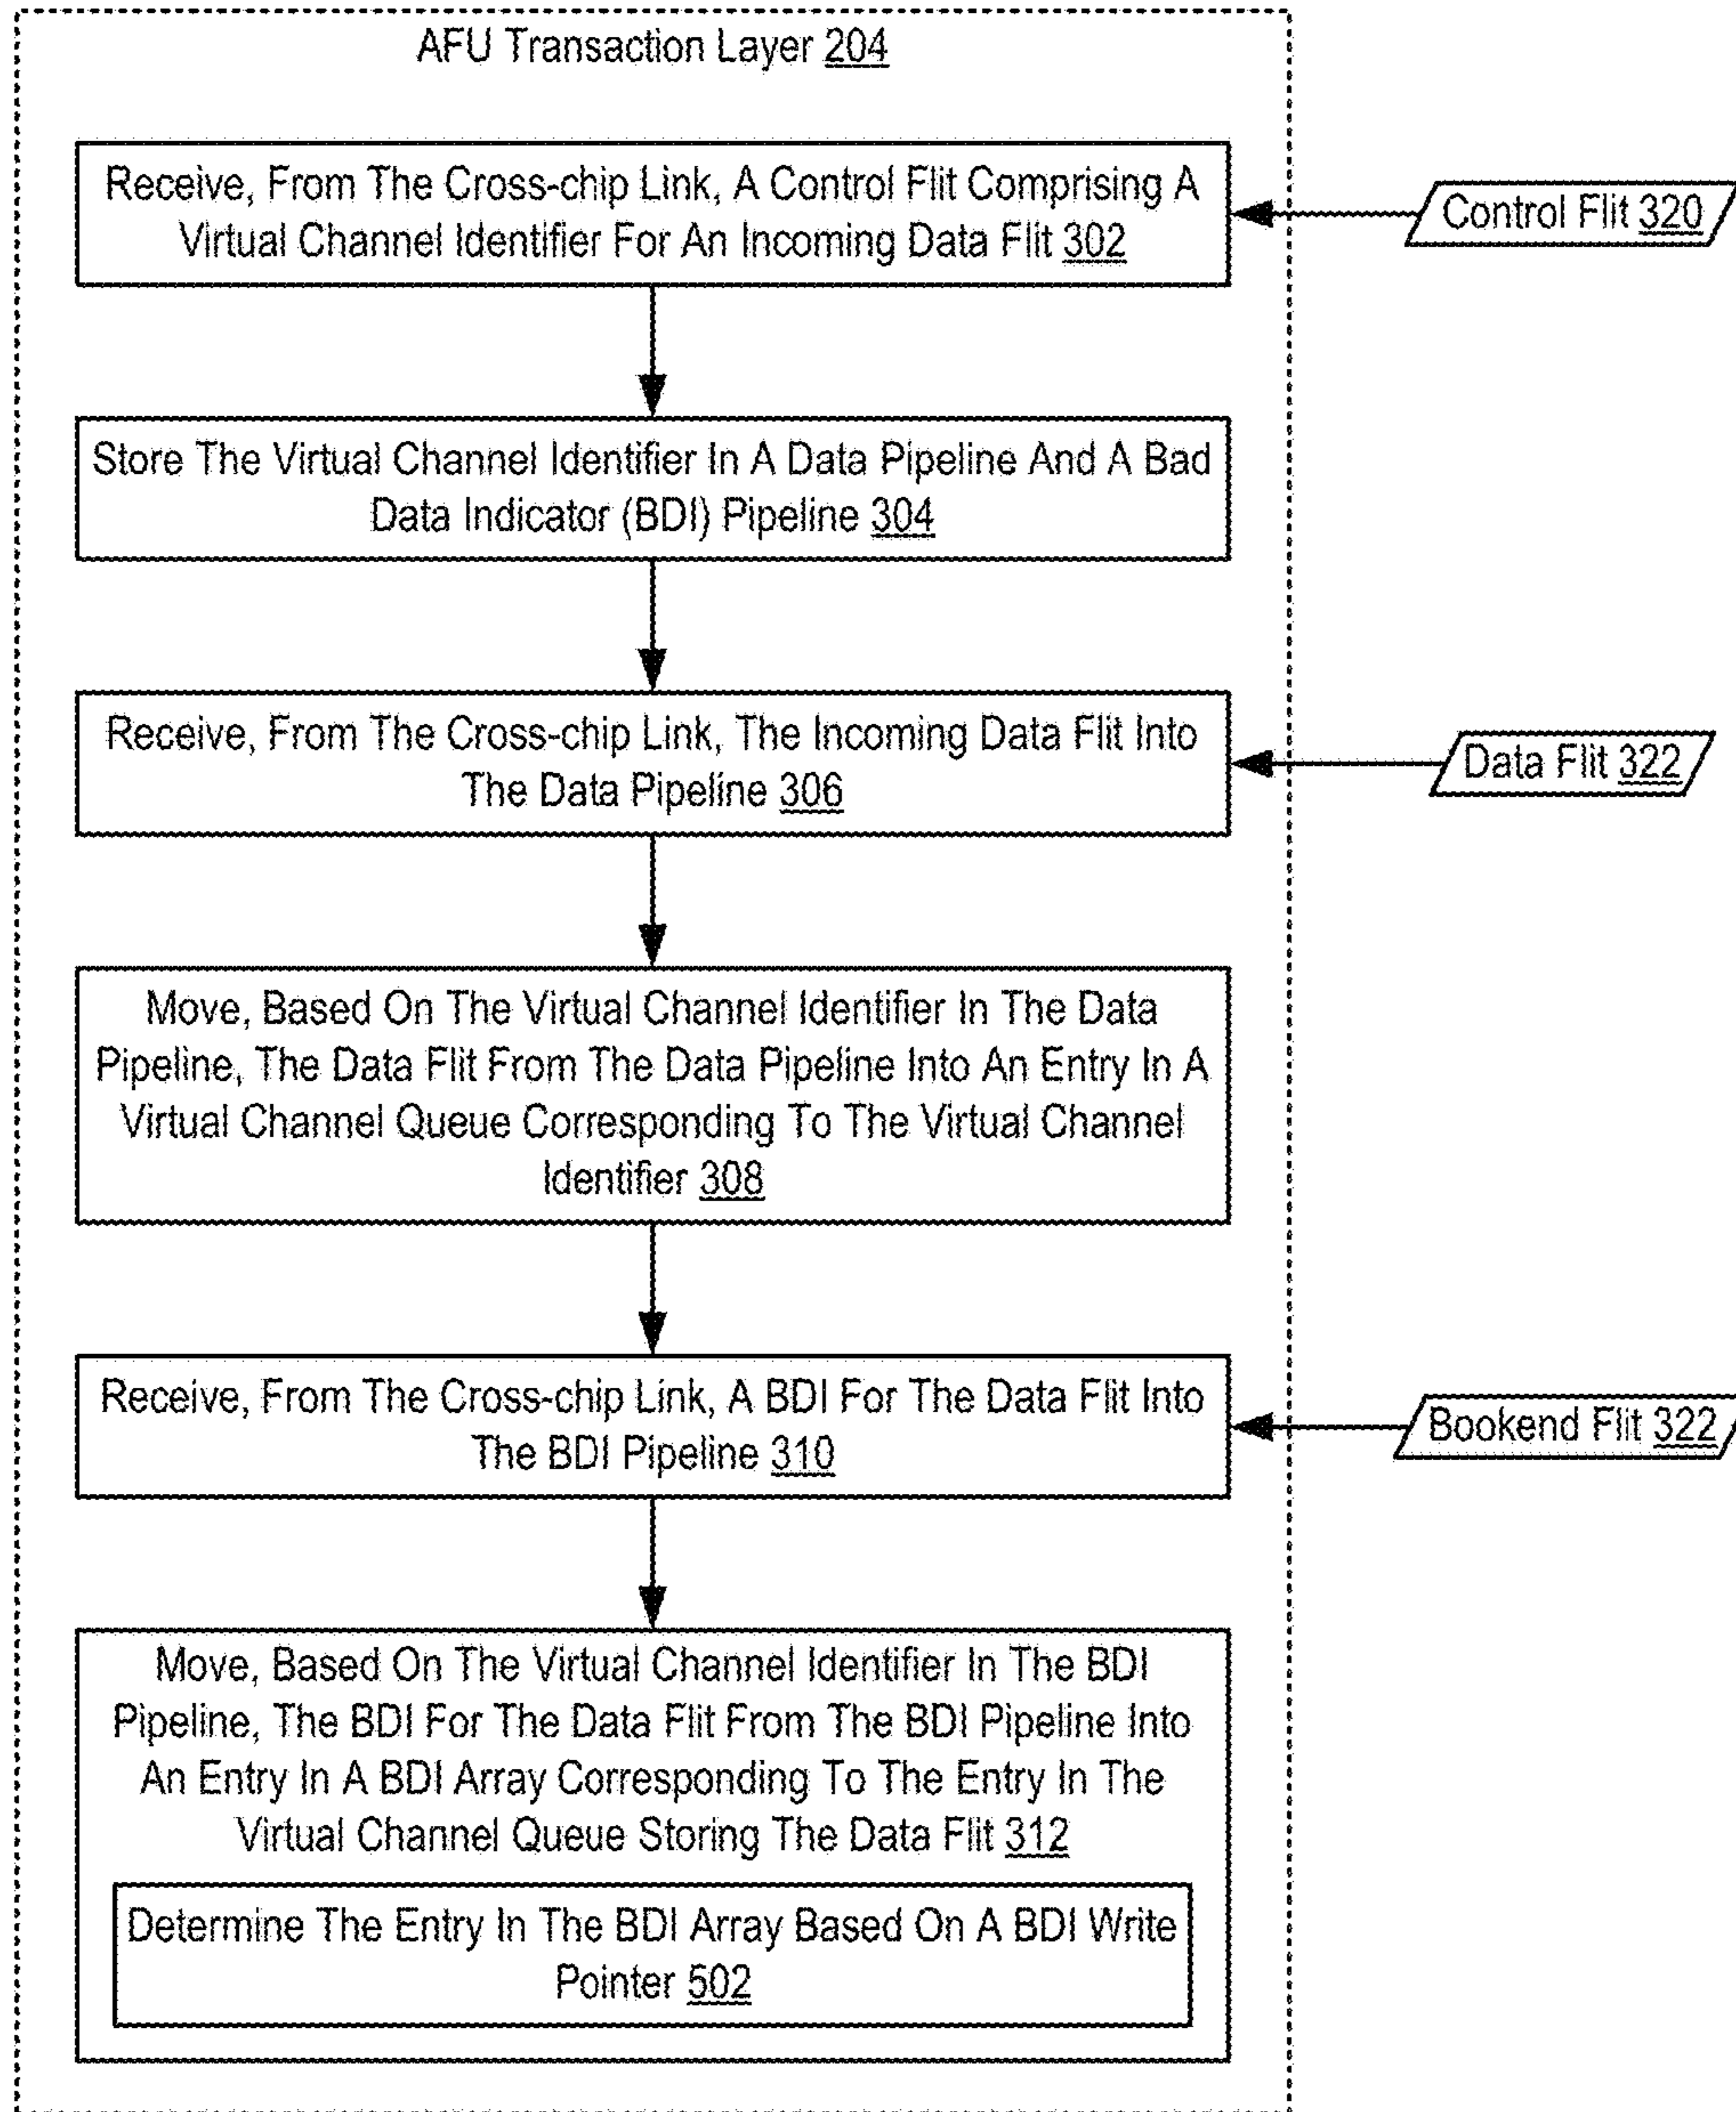 AFU Transaction Layer 204
Receive, From The Cross-chip Link, A Control Flit Comprising A
Virtual Channel Identifier For An Incoming Data Flit 302
Control Flit 320
Store The Virtual Channel Identifier In A Data Pipeline And A Bad
Data Indicator (BDI) Pipeline 304
Receive, From The Cross-chip Link, The Incoming Data Flit Into
The Data Pipeline 306
Data Flit 322
Move, Based On The Virtual Channel Identifier In The Data
Pipeline, The Data Flit From The Data Pipeline Into An Entry In A
Virtual Channel Queue Corresponding To The Virtual Channel
Identifier 308
Receive, From The Cross-chip Link, A BDI For The Data Flit Into
The BDI Pipeline 310
Bookend Flit 322
Move, Based On The Virtual Channel Identifier In The BDI
Pipeline, The BDI For The Data Flit From The BDI Pipeline Into
An Entry In A BDI Array Corresponding To The Entry In The
Virtual Channel Queue Storing The Data Flit 312
Determine The Entry In The BDI Array Based On A BDI Write
Pointer 502